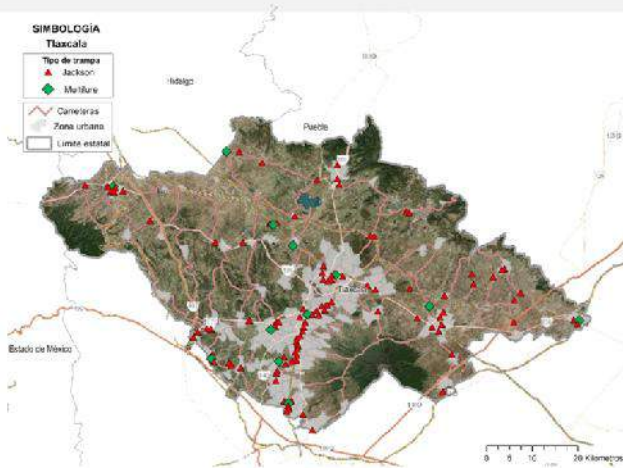 SIMBOLOGÍA
Tlaxcala
Tipo de trampa
Jackson
Multilure
Carreteras
Zona urbana
Limite estatal
Hidalgo
Puebla
Tlaxcala
Estado de México
0 5 10 20 Kilometros